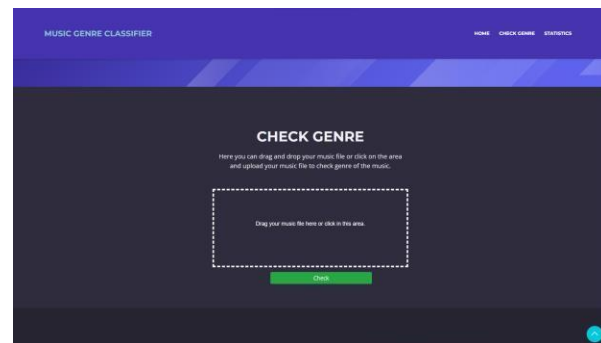 MUSIC GENRE CLASSIFIER
HOME CHECK GENRE STATISTICS
CHECK GENRE
Here you can drag and drop your music file or click on the area
and upload your music file to check genre of the music.
Drag your music file here or click in this area.
Check